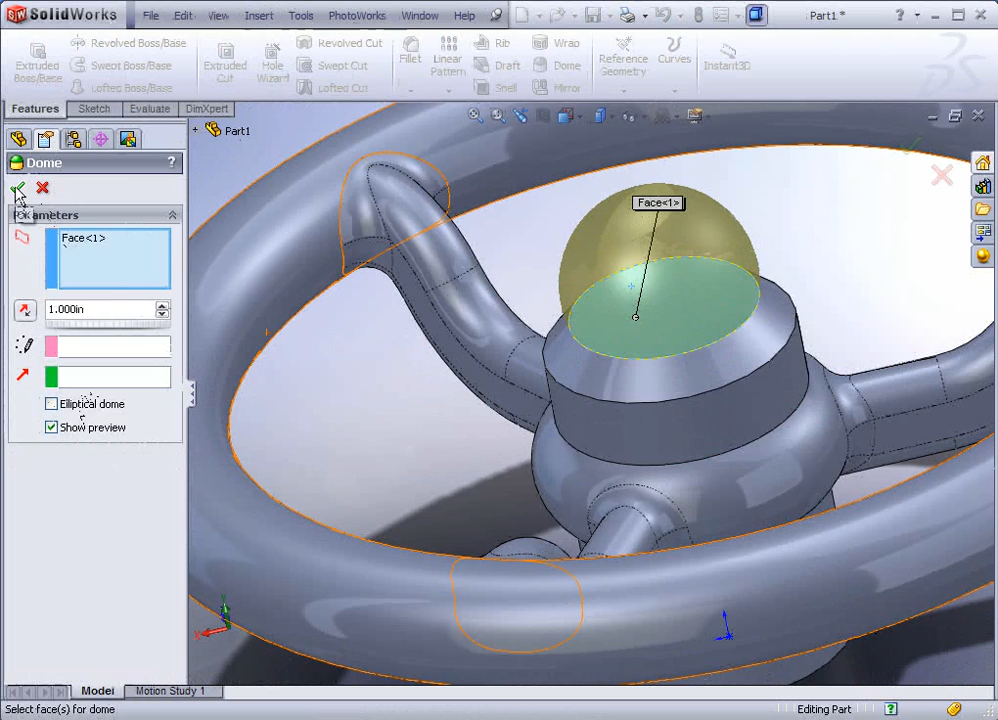 SolidWorks File Edit View Insert Tools PhotoWorks Window Help Part1 * ?
Extruded Boss/Base
Revolved Boss/Base
Swept Boss/Base
Lofted Boss/Base
Extruded Cut
Hole Wizard
Revolved Cut
Swept Cut
Lofted Cut
Fillet
Linear Pattern
Rib
Draft
Shell
Wrap
Dome
Mirror
Reference Geometry
Curves
Instant3D
Features Sketch Evaluate DimXpert
Part1
Dome ?
Face<1>
Face<1>
1.000in
Elliptical dome
Show preview
Model Motion Study 1
Select face(s) for dome Editing Part ?